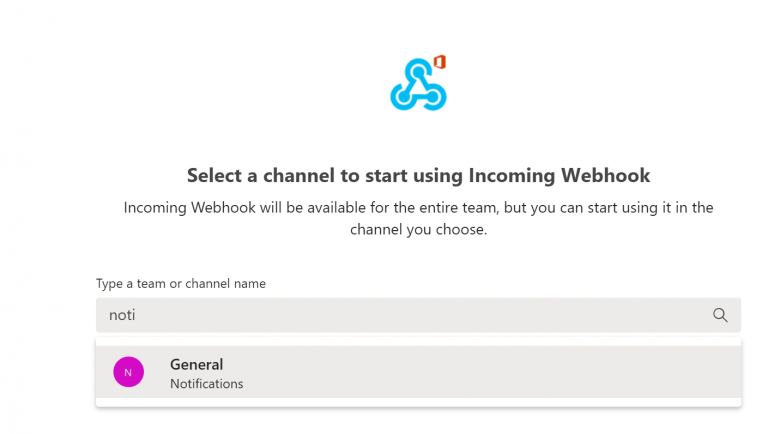 Select a channel to start using Incoming Webhook
Incoming Webhook will be available for the entire team, but you can start using it in the
channel you choose.
Type a team or channel name
noti
N
General
Notifications